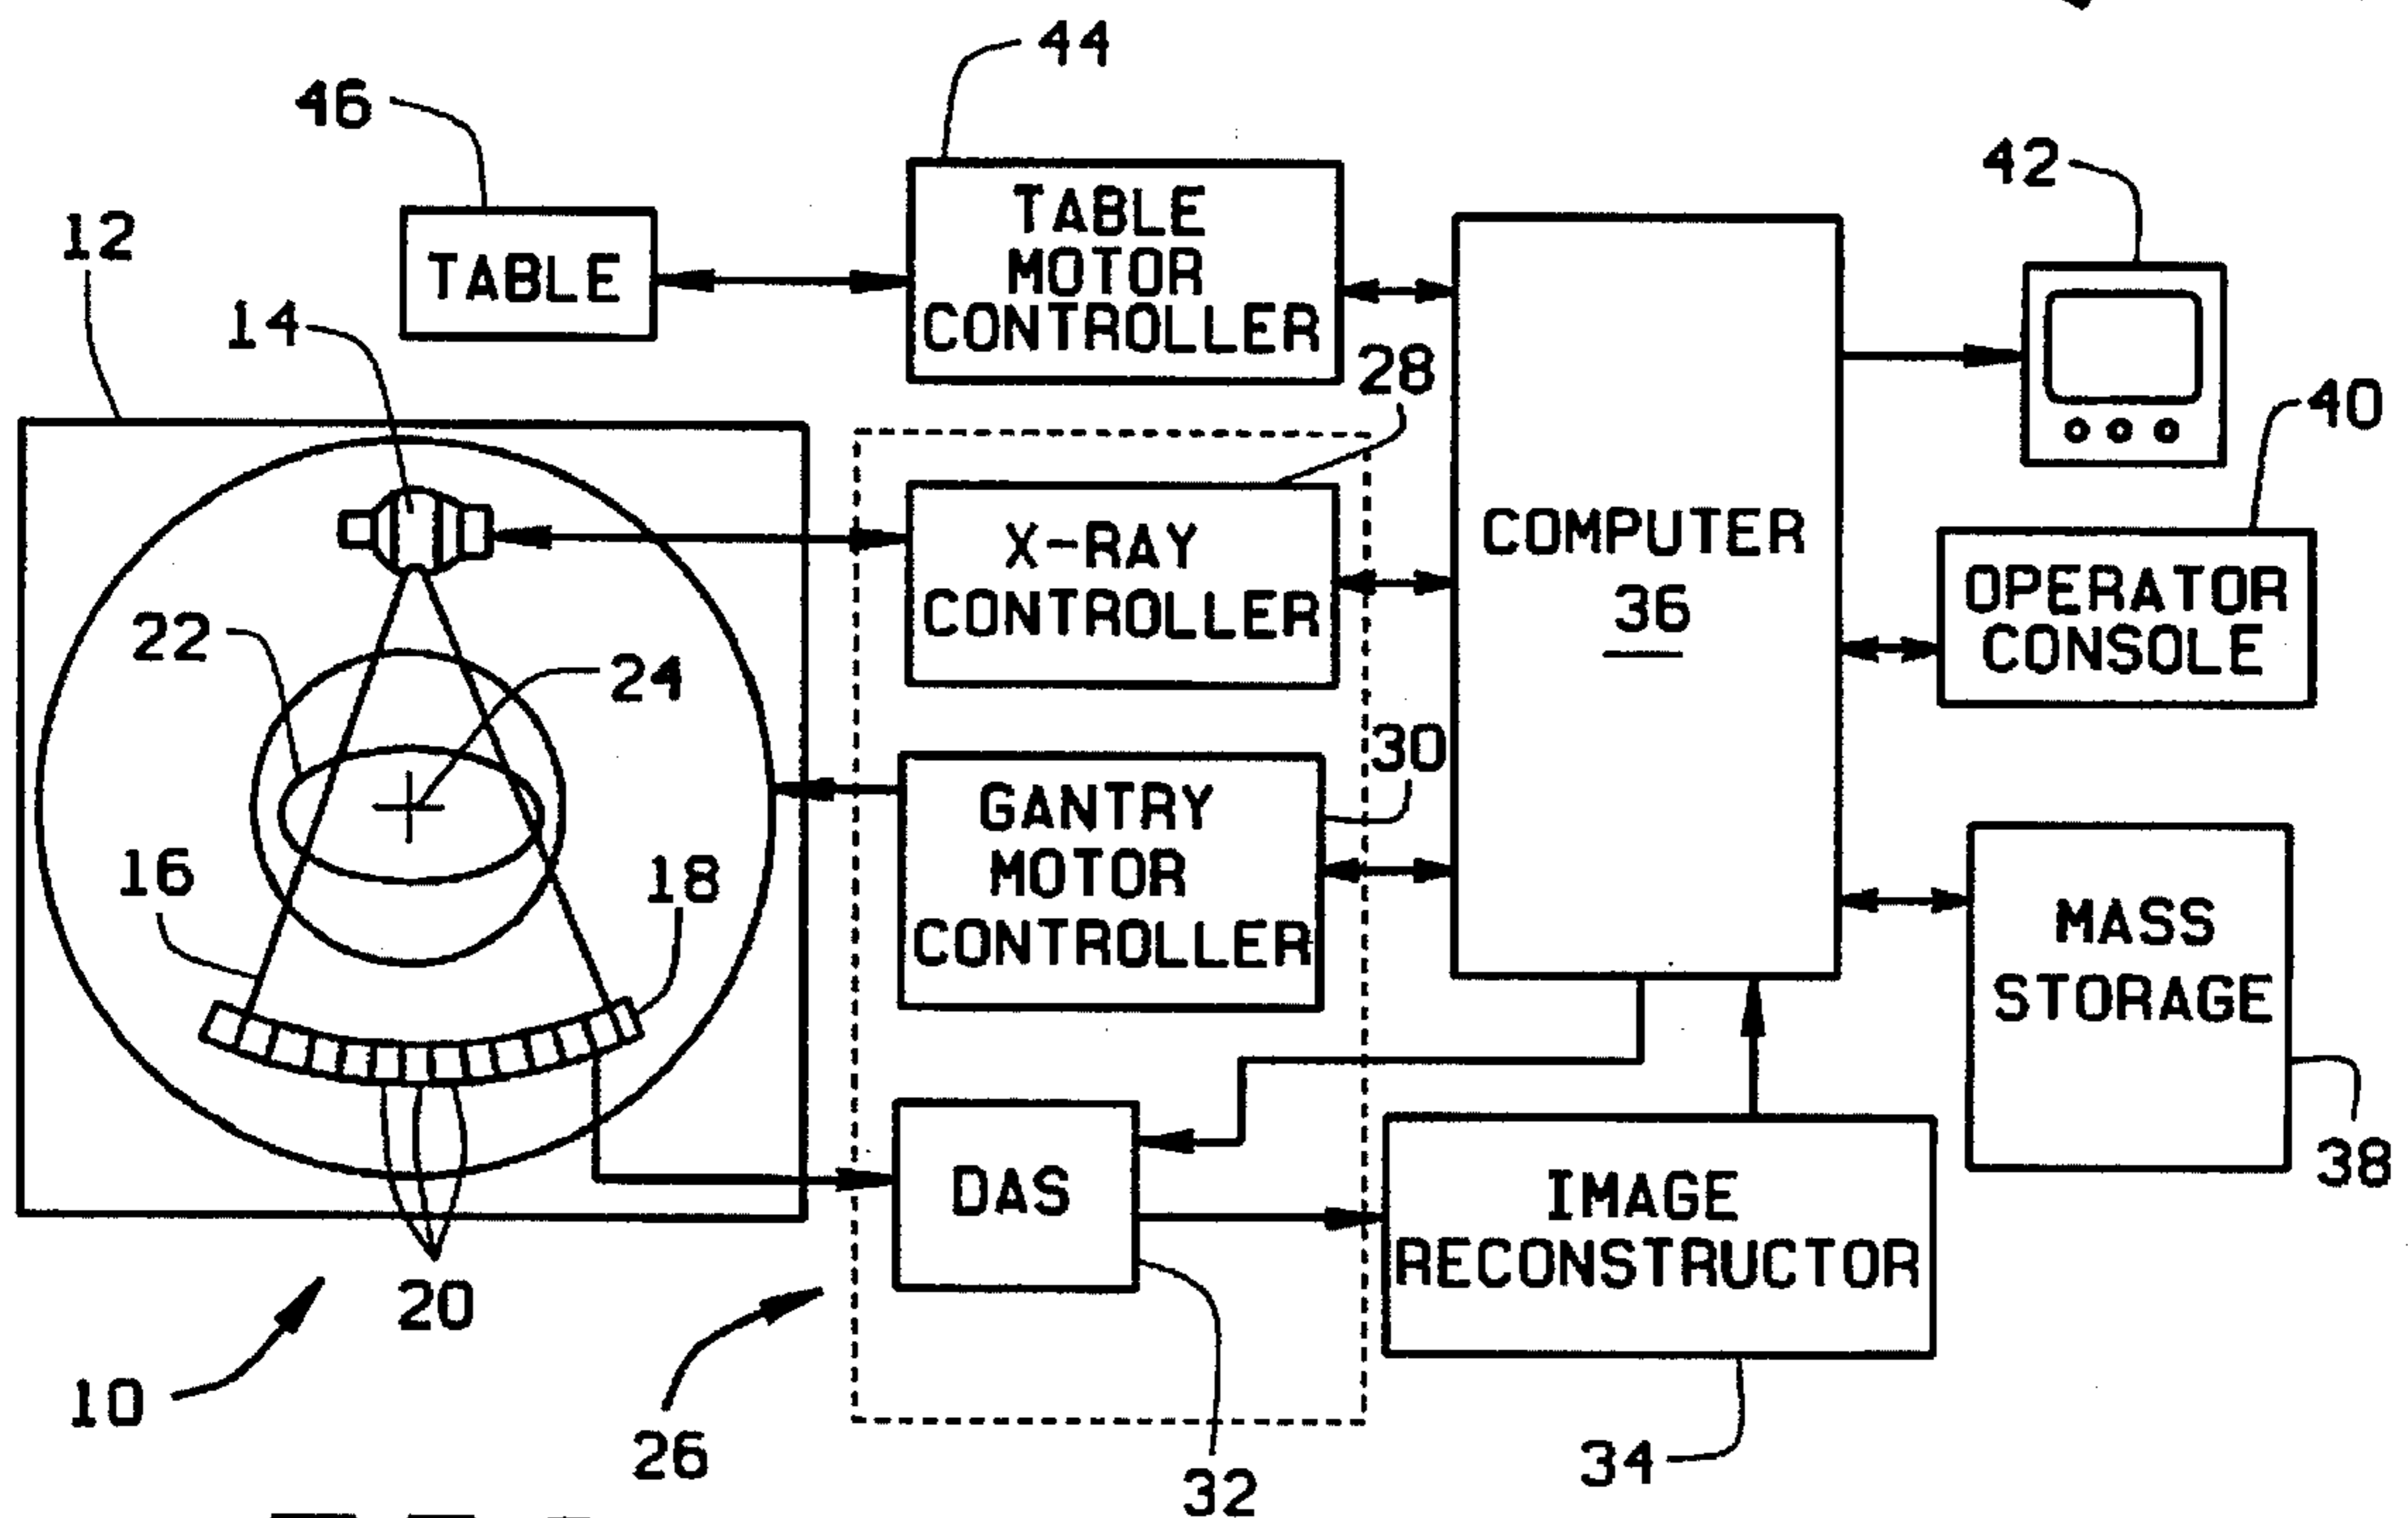 44
46
42
12
TABLE
MOTOR
CONTROLLER
TABLE
14
28
40
X-RAY
CONTROLLER
COMPUTER
36
OPERATOR
CONSOLE
22
24
30
GANTRY
MOTOR
CONTROLLER
16
18
MASS
STORAGE
38
DAS
IMAGE
RECONSTRUCTOR
20
10
26
32
34